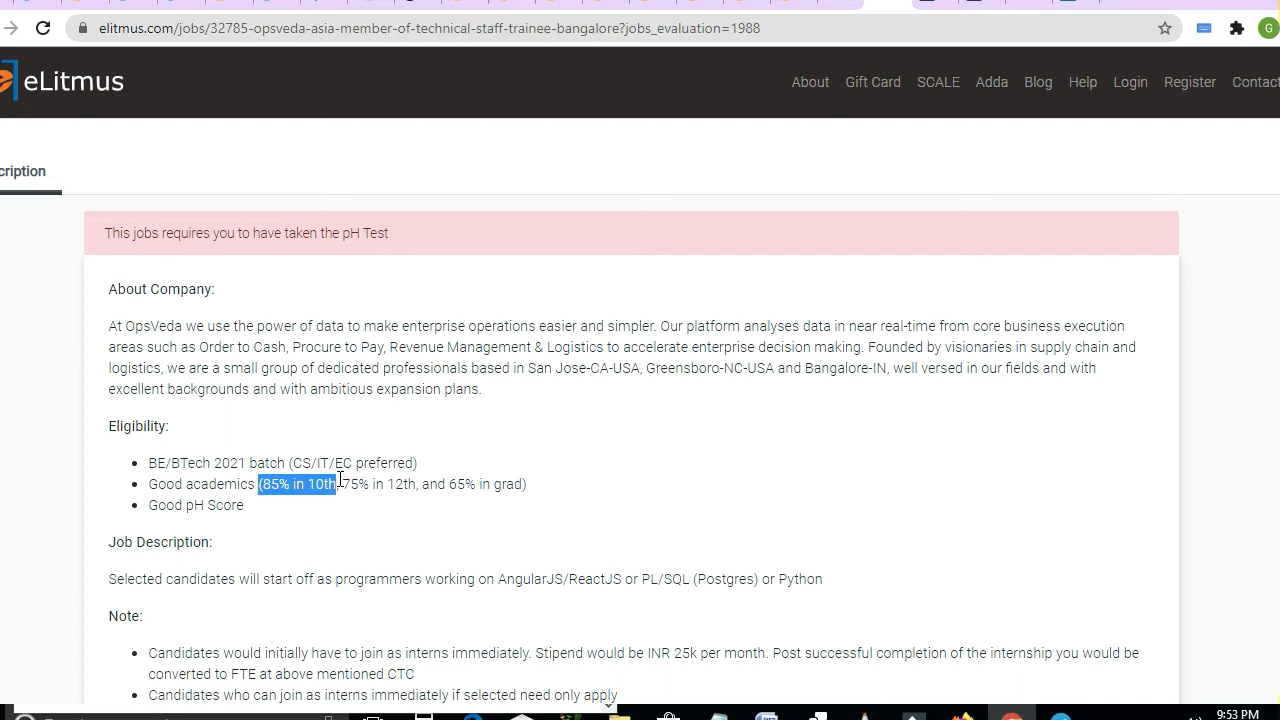 elitmus.com/jobs/32785-opsveda-asia-member-of-technical-staff-trainee-bangalore?jobs_evaluation=1988
G
eLitmus
About Gift Card SCALE Adda Blog Help Login Register Contact
cription
This jobs requires you to have taken the pH Test
About Company:
At OpsVeda we use the power of data to make enterprise operations easier and simpler. Our platform analyses data in near real-time from core business execution
areas such as Order to Cash, Procure to Pay, Revenue Management & Logistics to accelerate enterprise decision making. Founded by visionaries in supply chain and
logistics, we are a small group of dedicated professionals based in San Jose-CA-USA, Greensboro-NC-USA and Bangalore-IN, well versed in our fields and with
excellent backgrounds and with ambitious expansion plans.
Eligibility:
• BE/BTech 2021 batch (CS/IT/EC preferred)
• Good academics (85% in 10th, 75% in 12th, and 65% in grad)
• Good pH Score
Job Description:
Selected candidates will start off as programmers working on AngularJS/ReactJS or PL/SQL (Postgres) or Python
Note:
• Candidates would initially have to join as interns immediately. Stipend would be INR 25k per month. Post successful completion of the internship you would be
converted to FTE at above mentioned CTC
• Candidates who can join as interns immediately if selected need only apply
9:53 PM